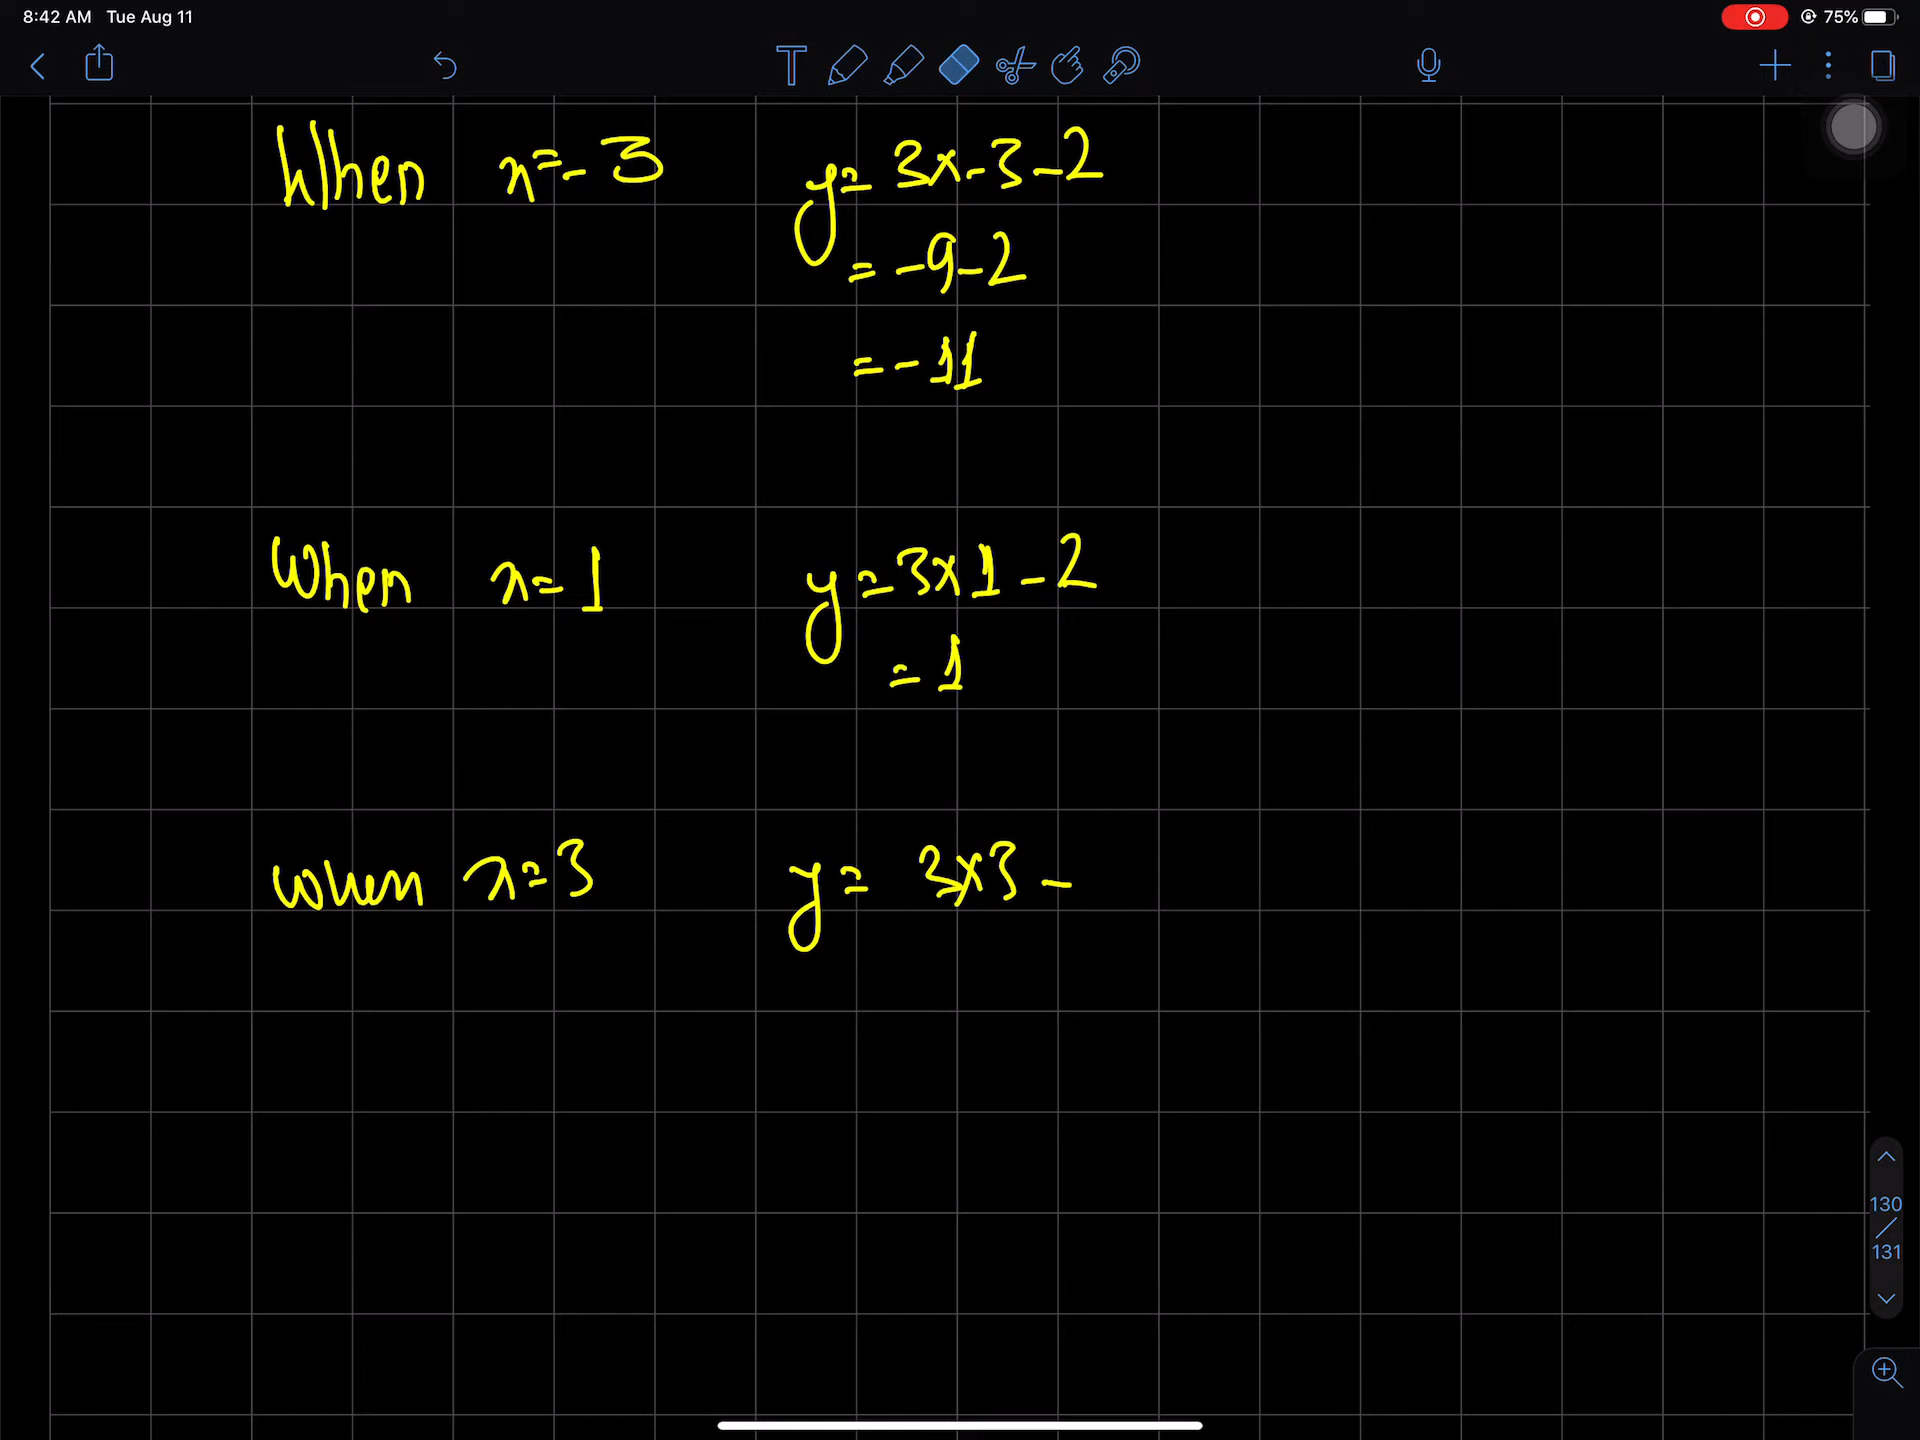 8:42 AM Tue Aug 11 75%
When x=-3 y= 3x-3-2
= -9-2
= -11
When x=1 y=3x1-2
= 1
when x=3 y= 3x3 -
130
131